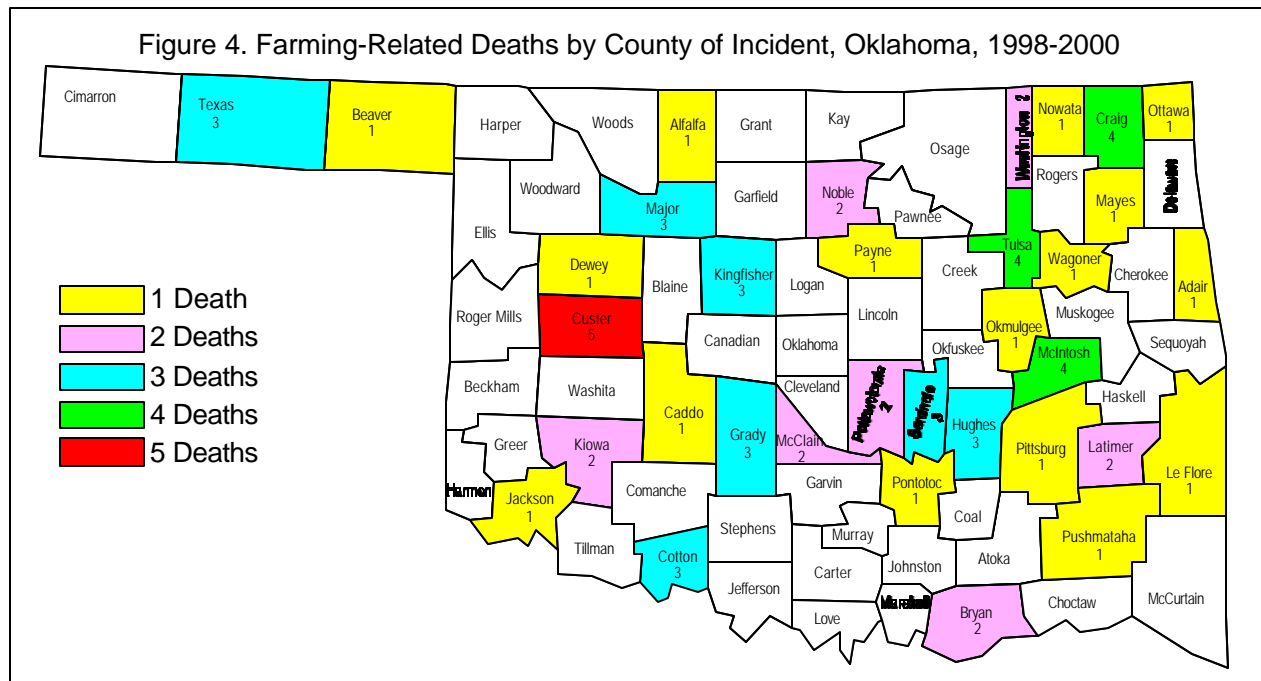 Figure 4. Farming-Related Deaths by County of Incident, Oklahoma, 1998-2000
Cimarron
Texas
3
Beaver
1
Harper
Woods
Alfalfa
1
Grant
Kay
Osage
Washington 2
Nowata
1
Craig
4
Ottawa
1
Woodward
Major
3
Garfield
Noble
2
Pawnee
Rogers
Mayes
1
Delaware
Ellis
Dewey
1
Blaine
Kingfisher
3
Logan
Payne
1
Creek
Tulsa
4
Wagoner
1
Cherokee
Adair
1
1 Death
2 Deaths
3 Deaths
4 Deaths
5 Deaths
Roger Mills
Custer
5
Canadian
Oklahoma
Lincoln
Okfuskee
Okmulgee
1
Muskogee
McIntosh
4
Sequoyah
Beckham
Washita
Caddo
1
Grady
3
Cleveland
McClain
2
Pottawatomie
2
Seminole
3
Hughes
3
Pittsburg
1
Haskell
Latimer
2
Le Flore
1
Greer
Kiowa
2
Harmon
Jackson
1
Comanche
Garvin
Pontotoc
1
Coal
Tillman
Cotton
3
Stephens
Murray
Johnston
Atoka
Pushmataha
1
Jefferson
Carter
Love
Marshall
Bryan
2
Choctaw
McCurtain